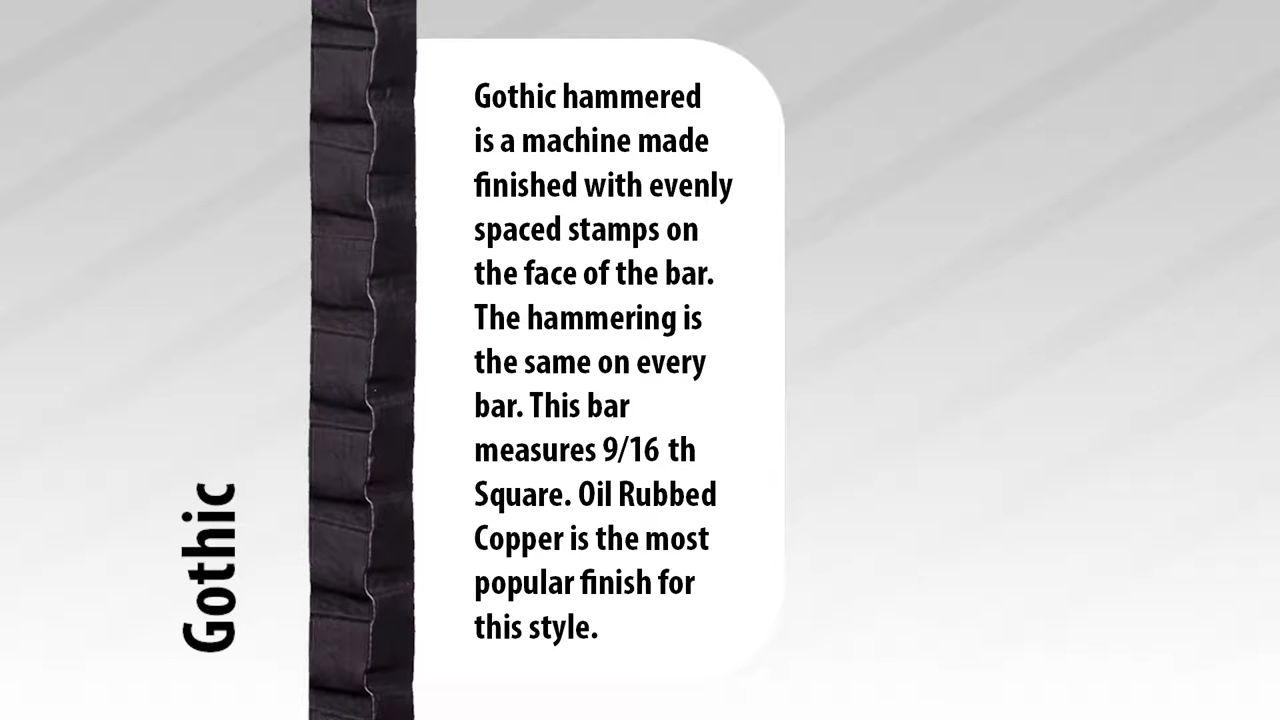 Gothic
Gothic hammered
is a machine made
finished with evenly
spaced stamps on
the face of the bar.
The hammering is
the same on every
bar. This bar
measures 9/16 th
Square. Oil Rubbed
Copper is the most
popular finish for
this style.